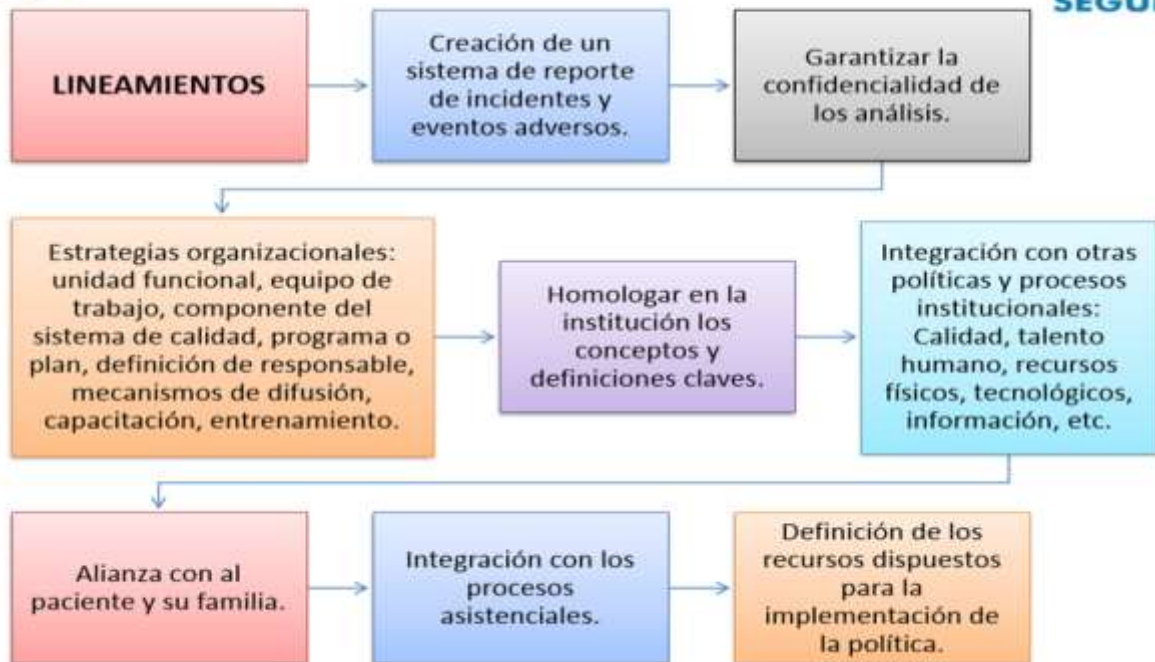 LINEAMIENTOS
Creación de un
sistema de reporte
de incidentes y
eventos adversos.
Garantizar la
confidencialidad de
los análisis.
Estrategias organizacionales:
unidad funcional, equipo de
trabajo, componente del
sistema de calidad, programa o
plan, definición de responsable,
mecanismos de difusión,
capacitación, entrenamiento.
Homologar en la
institución los
conceptos y
definiciones claves.
Integración con otras
políticas y procesos
institucionales:
Calidad, talento
humano, recursos
físicos, tecnológicos,
información, etc.
Alianza con al
paciente y su familia.
Integración con los
procesos
asistenciales.
Definición de los
recursos dispuestos
para la
implementación de
la política.